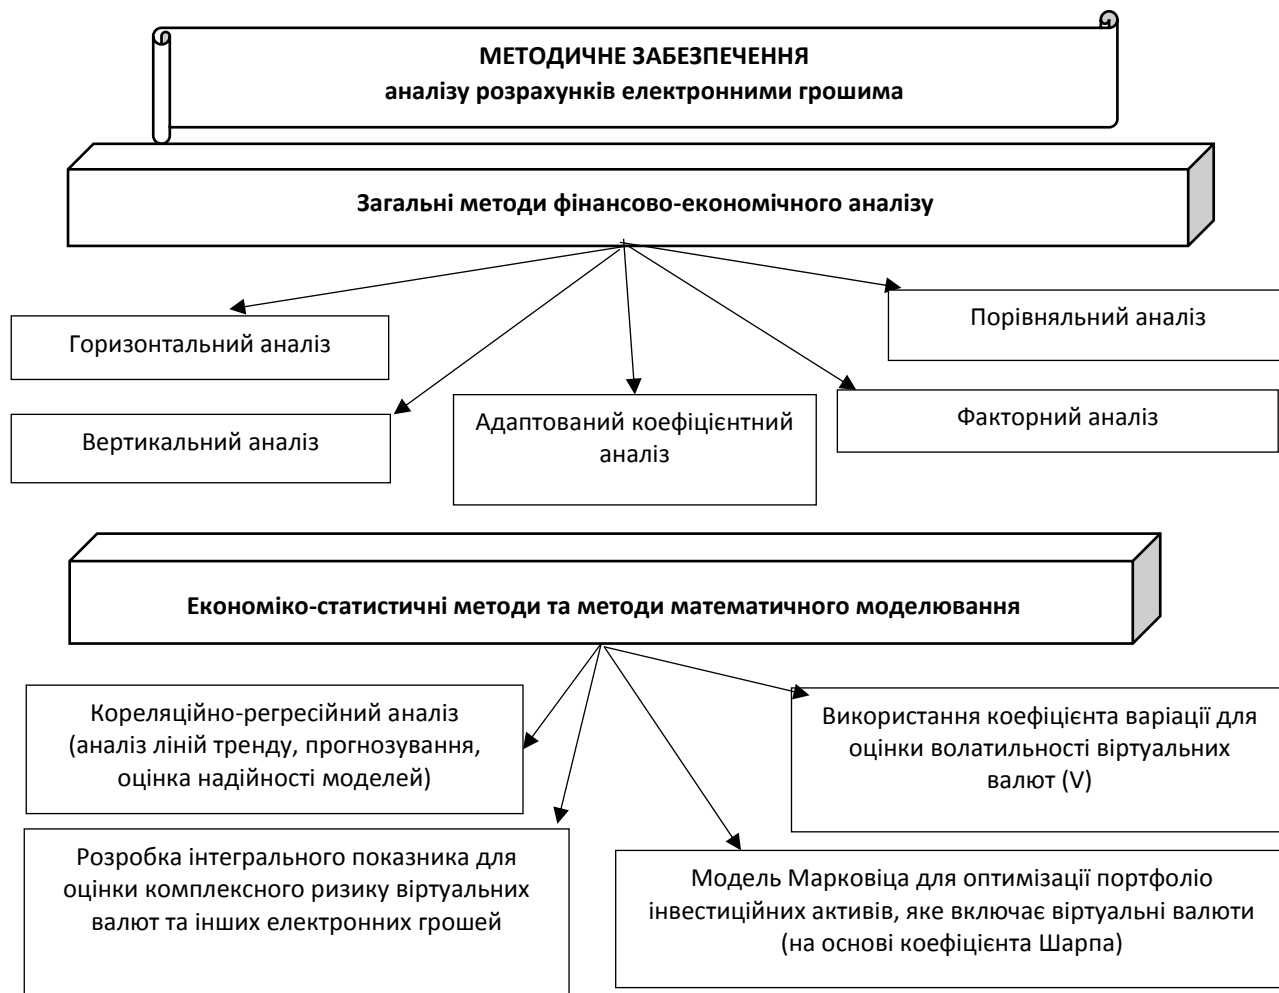 МЕТОДИЧНЕ ЗАБЕЗПЕЧЕННЯ
аналізу розрахунків електронними грошима
Загальні методи фінансово-економічного аналізу
Горизонтальний аналіз
Порівняльний аналіз
Вертикальний аналіз
Адаптований коефіцієнтний
аналіз
Факторний аналіз
Економіко-статистичні методи та методи математичного моделювання
Кореляційно-регресійний аналіз
(аналіз ліній тренду, прогнозування,
оцінка надійності моделей)
Використання коефіцієнта варіації для
оцінки волатильності віртуальних
валют (V)
Розробка інтегрального показника для
оцінки комплексного ризику віртуальних
валют та інших електронних грошей
Модель Марковіца для оптимізації портфоліо
інвестиційних активів, яке включає віртуальні валюти
(на основі коефіцієнта Шарпа)